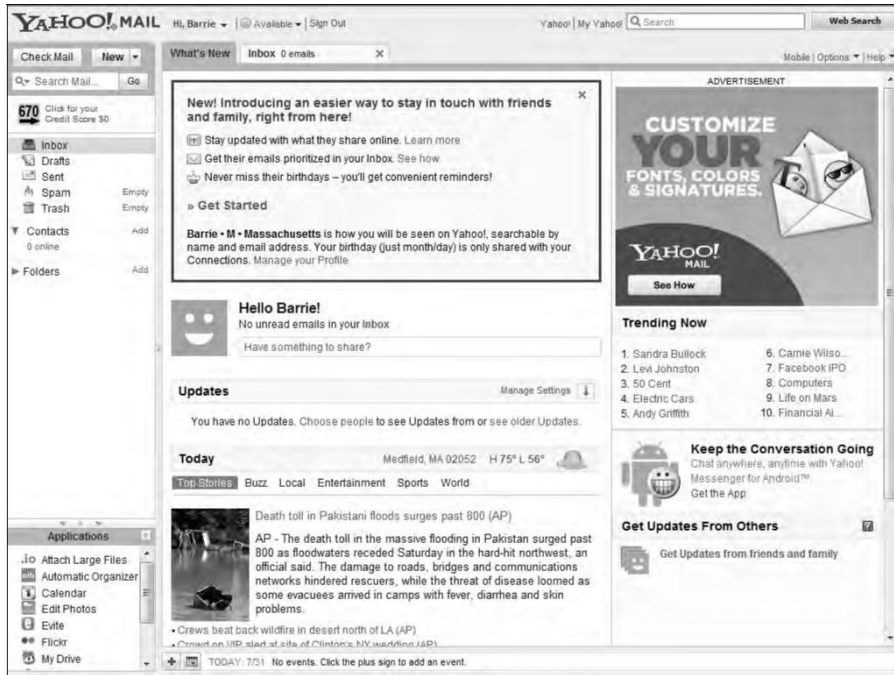 YAHOO! MAIL Hi, Barrie | Available | Sign Out Yahoo! | My Yahoo! Search Web Search
Check Mail New What's New Inbox 0 emails × Mobile | Options | Help
Search Mail... Go
670 Click for your
Credit Score $0
Inbox
Drafts
Sent
Spam Empty
Trash Empty
Contacts Add
0 online
Folders Add
Applications
.io Attach Large Files
Automatic Organizer
Calendar
Edit Photos
Evite
Flickr
My Drive
New! Introducing an easier way to stay in touch with friends
and family, right from here!
Stay updated with what they share online. Learn more
Get their emails prioritized in your Inbox. See how
Never miss their birthdays – you'll get convenient reminders!
» Get Started
Barrie • M • Massachusetts is how you will be seen on Yahoo!, searchable by
name and email address. Your birthday (just month/day) is only shared with your
Connections. Manage your Profile
Hello Barrie!
No unread emails in your Inbox
Have something to share?
Updates Manage Settings
You have no Updates. Choose people to see Updates from or see older Updates.
Today Medfield, MA 02052 H 75° L 56°
Top Stories Buzz Local Entertainment Sports World
Death toll in Pakistani floods surges past 800 (AP)
AP - The death toll in the massive flooding in Pakistan surged past
800 as floodwaters receded Saturday in the hard-hit northwest, an
official said. The damage to roads, bridges and communications
networks hindered rescuers, while the threat of disease loomed as
some evacuees arrived in camps with fever, diarrhea and skin
problems.
• Crews beat back wildfire in desert north of LA (AP)
• Crowd on VIP alert at site of Clinton's NY wedding (AP)
TODAY: 7/31 No events. Click the plus sign to add an event.
ADVERTISEMENT
CUSTOMIZE
YOUR
FONTS, COLORS
& SIGNATURES.
YAHOO!
MAIL
See How
Trending Now
1. Sandra Bullock
2. Levi Johnston
3. 50 Cent
4. Electric Cars
5. Andy Griffith
6. Carnie Wilso...
7. Facebook IPO
8. Computers
9. Life on Mars
10. Financial Ai...
Keep the Conversation Going
Chat anywhere, anytime with Yahoo!
Messenger for Android™
Get the App
Get Updates From Others ?
Get Updates from friends and family